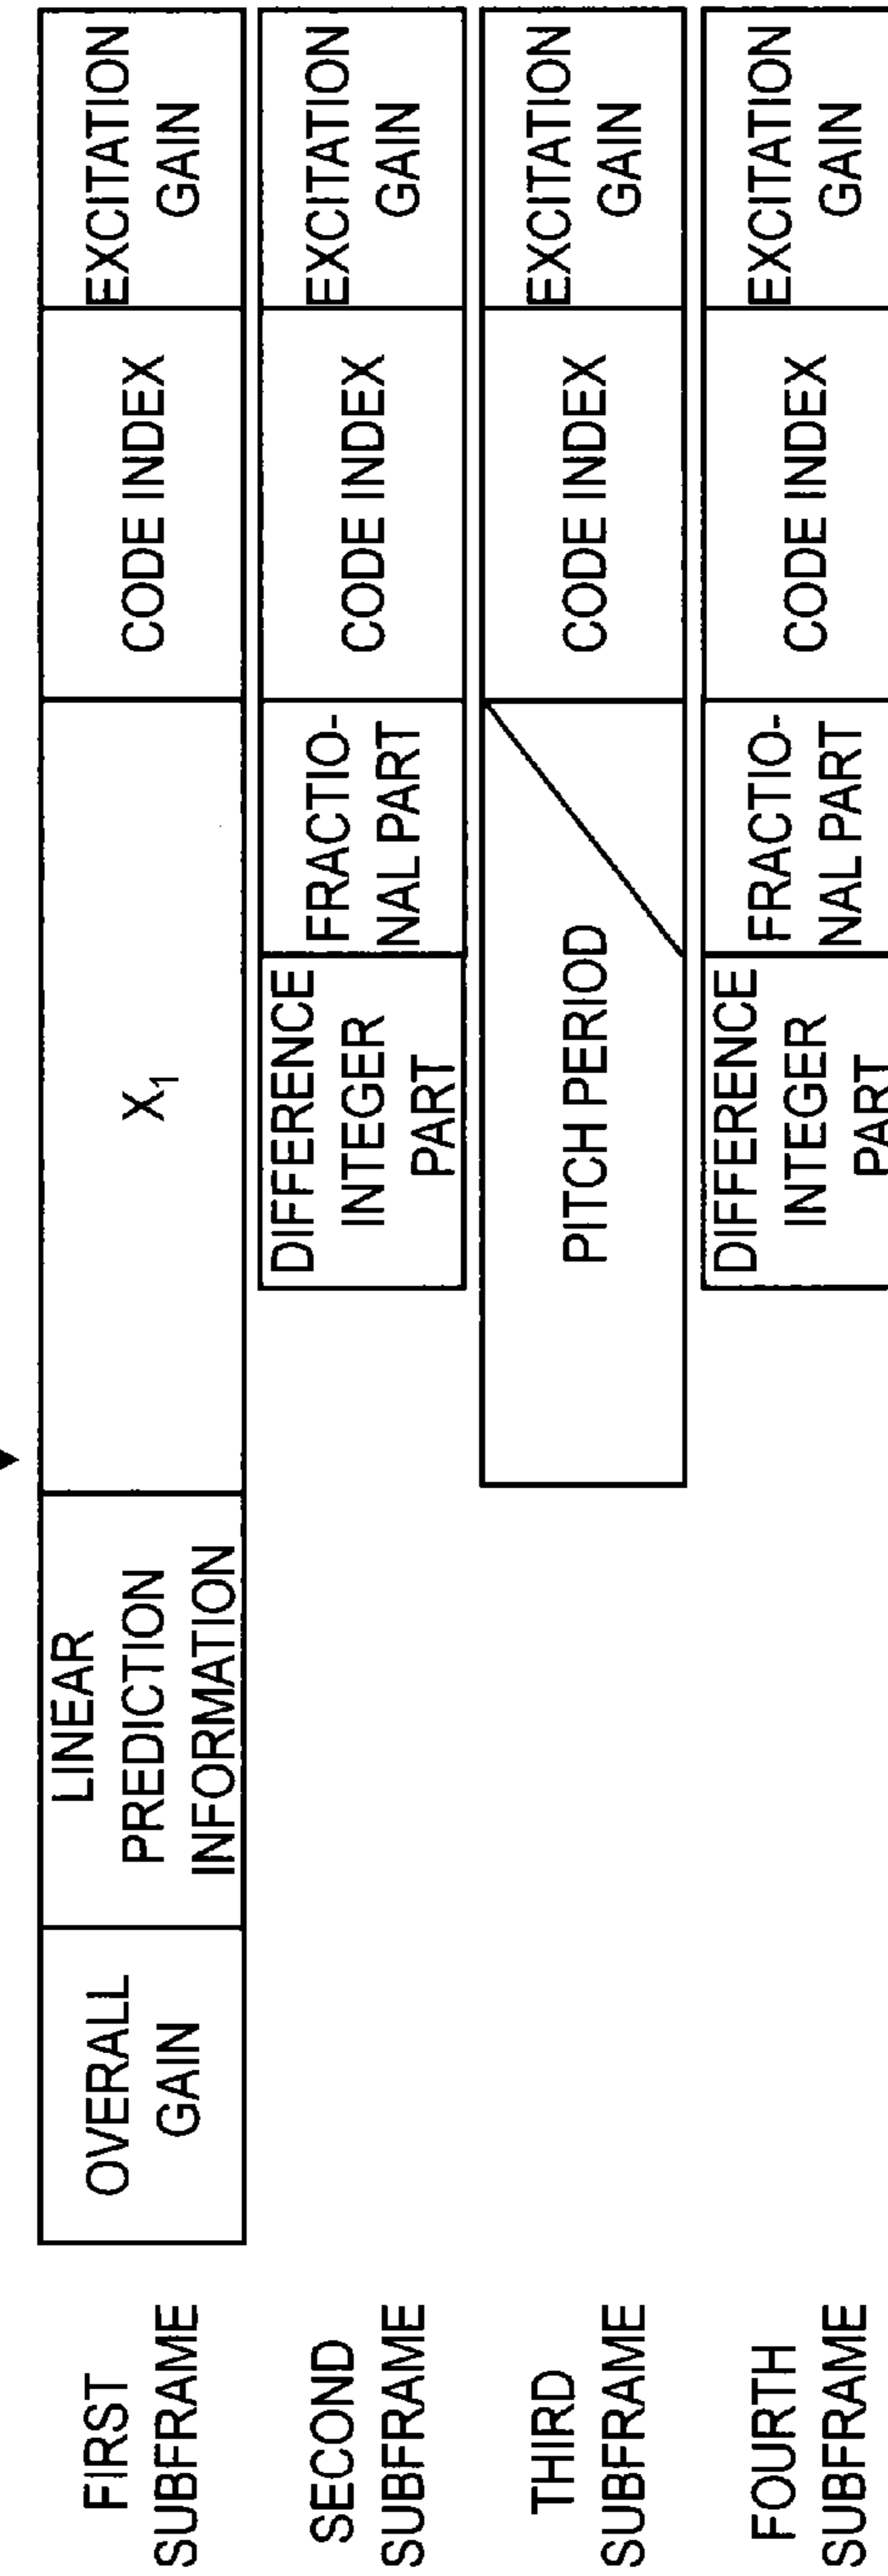 FIRST
SUBFRAME
OVERALL
GAIN
LINEAR
PREDICTION
INFORMATION
X₁
CODE INDEX
EXCITATION
GAIN
SECOND
SUBFRAME
DIFFERENCE
INTEGER
PART
FRACTIO-
NAL PART
CODE INDEX
EXCITATION
GAIN
THIRD
SUBFRAME
PITCH PERIOD
CODE INDEX
EXCITATION
GAIN
FOURTH
SUBFRAME
DIFFERENCE
INTEGER
PART
FRACTIO-
NAL PART
CODE INDEX
EXCITATION
GAIN